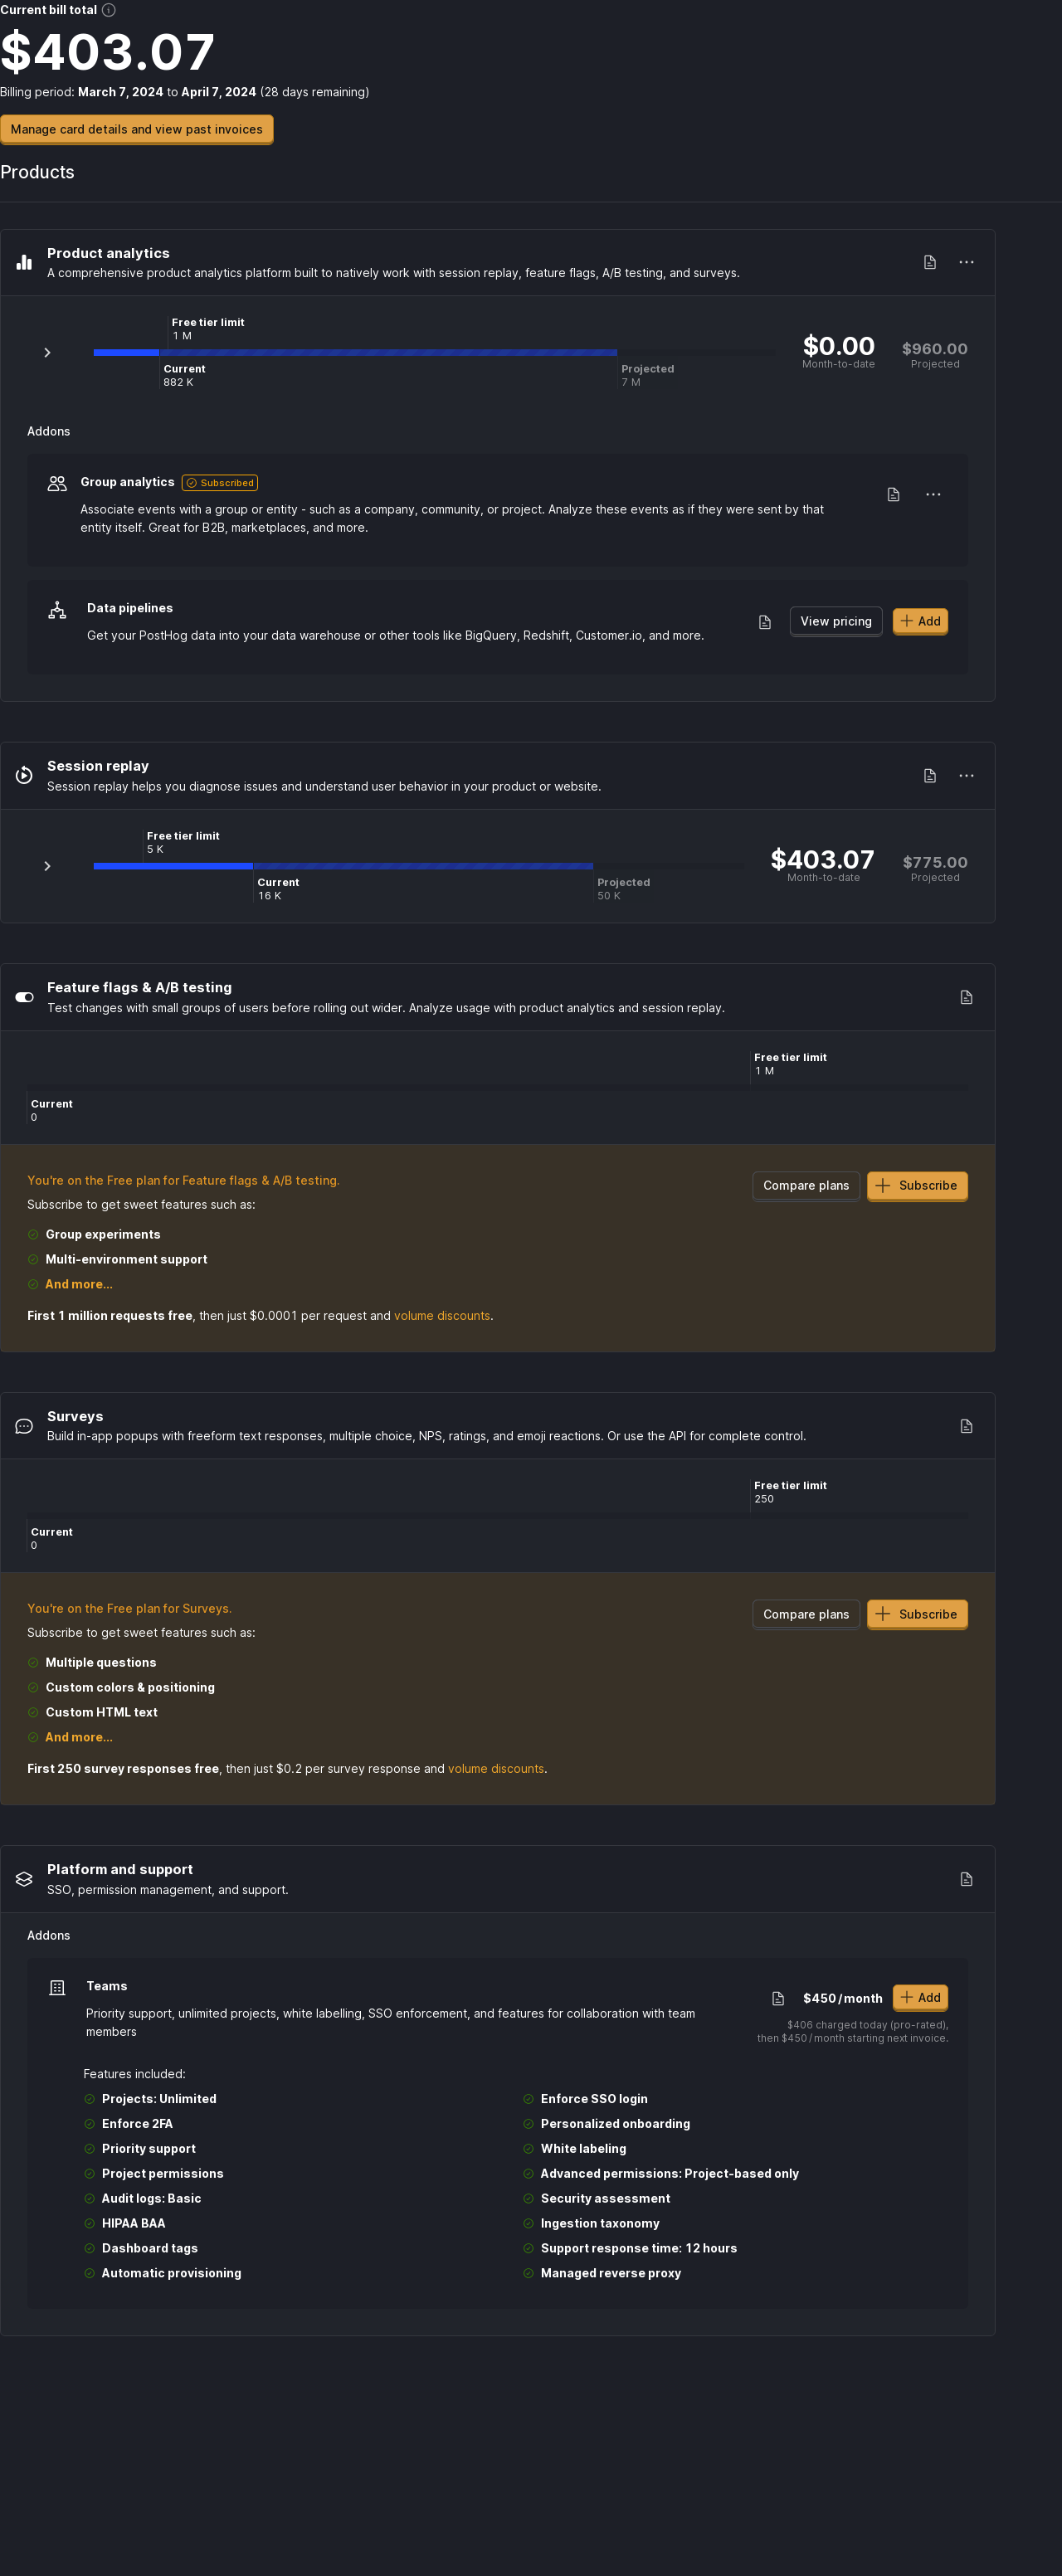 Current bill total
$403.07
Billing period: March 7, 2024 to April 7, 2024 (28 days remaining)
Manage card details and view past invoices
Products
Product analytics
A comprehensive product analytics platform built to natively work with session replay, feature flags, A/B testing, and surveys.
Free tier limit
1 M
Current
882 K
Projected
7 M
$0.00
Month-to-date
$960.00
Projected
Addons
Group analytics Subscribed
Associate events with a group or entity - such as a company, community, or project. Analyze these events as if they were sent by that
entity itself. Great for B2B, marketplaces, and more.
Data pipelines
Get your PostHog data into your data warehouse or other tools like BigQuery, Redshift, Customer.io, and more.
View pricing
Add
Session replay
Session replay helps you diagnose issues and understand user behavior in your product or website.
Free tier limit
5 K
Current
16 K
Projected
50 K
$403.07
Month-to-date
$775.00
Projected
Feature flags & A/B testing
Test changes with small groups of users before rolling out wider. Analyze usage with product analytics and session replay.
Free tier limit
1 M
Current
0
You're on the Free plan for Feature flags & A/B testing.
Subscribe to get sweet features such as:
Compare plans
Subscribe
Group experiments
Multi-environment support
And more...
First 1 million requests free, then just $0.0001 per request and volume discounts.
Surveys
Build in-app popups with freeform text responses, multiple choice, NPS, ratings, and emoji reactions. Or use the API for complete control.
Free tier limit
250
Current
0
You're on the Free plan for Surveys.
Subscribe to get sweet features such as:
Compare plans
Subscribe
Multiple questions
Custom colors & positioning
Custom HTML text
And more...
First 250 survey responses free, then just $0.2 per survey response and volume discounts.
Platform and support
SSO, permission management, and support.
Addons
Teams
Priority support, unlimited projects, white labelling, SSO enforcement, and features for collaboration with team
members
$450/month
Add
$406 charged today (pro-rated),
then $450/month starting next invoice.
Features included:
Projects: Unlimited
Enforce 2FA
Priority support
Project permissions
Audit logs: Basic
HIPAA BAA
Dashboard tags
Automatic provisioning
Enforce SSO login
Personalized onboarding
White labeling
Advanced permissions: Project-based only
Security assessment
Ingestion taxonomy
Support response time: 12 hours
Managed reverse proxy